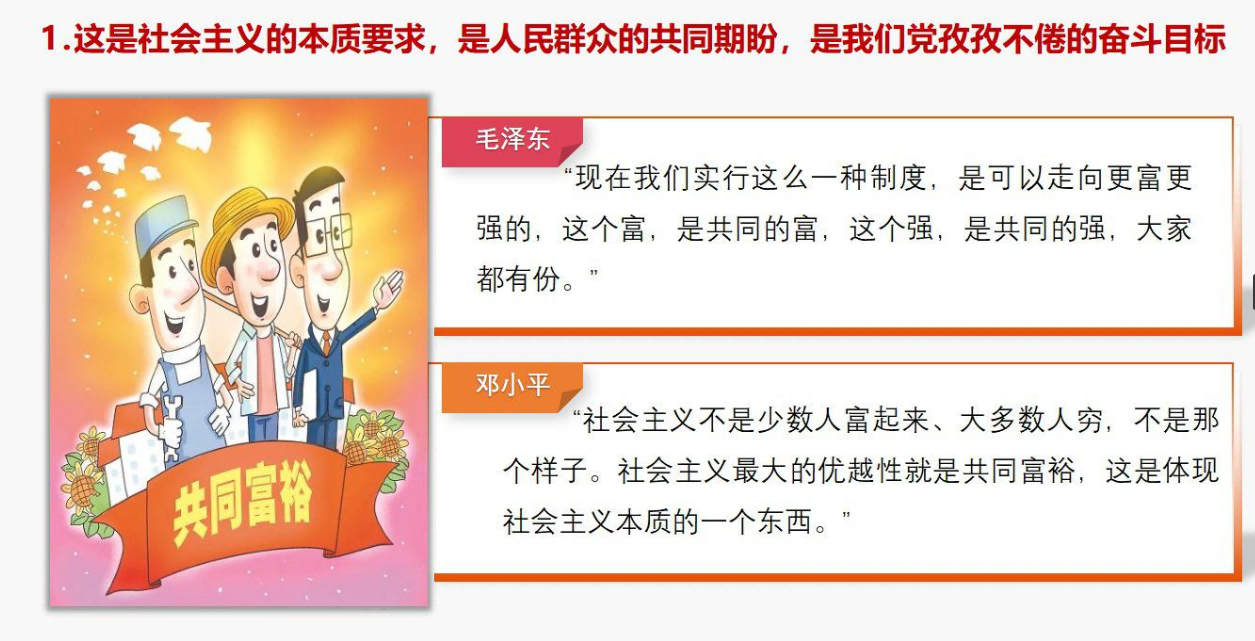 1.这是社会主义的本质要求，是人民群众的共同期盼，是我们党孜孜不倦的奋斗目标
毛泽东
“现在我们实行这么一种制度，是可以走向更富更
强的，这个富，是共同的富，这个强，是共同的强，大家
都有份。”
邓小平
“社会主义不是少数人富起来、大多数人穷，不是那
个样子。社会主义最大的优越性就是共同富裕，这是体现
社会主义本质的一个东西。”
共同富裕